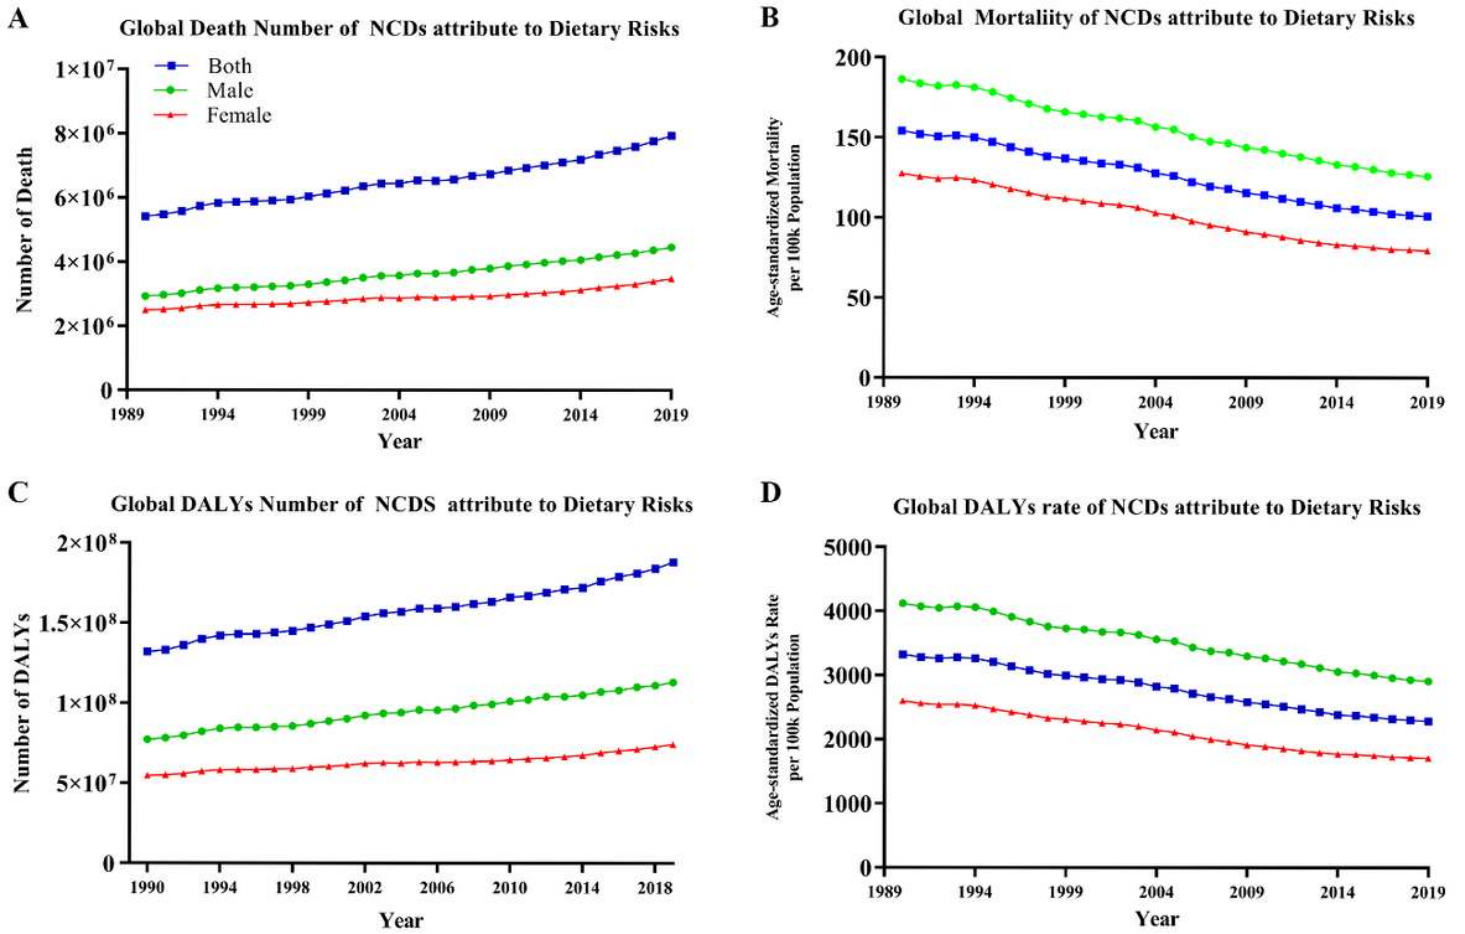 A
Global Death Number of NCDs attribute to Dietary Risks
Both
Male
Female
1×10⁷
8×10⁶
6×10⁶
4×10⁶
2×10⁶
0
Number of Death
1989 1994 1999 2004 2009 2014 2019
Year
B
Global Mortaliity of NCDs attribute to Dietary Risks
200
150
100
50
0
Age-standardized Mortality
per 100k Population
1989 1994 1999 2004 2009 2014 2019
Year
C
Global DALYs Number of NCDS attribute to Dietary Risks
2×10⁸
1.5×10⁸
1×10⁸
5×10⁷
0
Number of DALYs
1990 1994 1998 2002 2006 2010 2014 2018
Year
D
Global DALYs rate of NCDs attribute to Dietary Risks
5000
4000
3000
2000
1000
0
Age-standardized DALYs Rate
per 100k Population
1989 1994 1999 2004 2009 2014 2019
Year